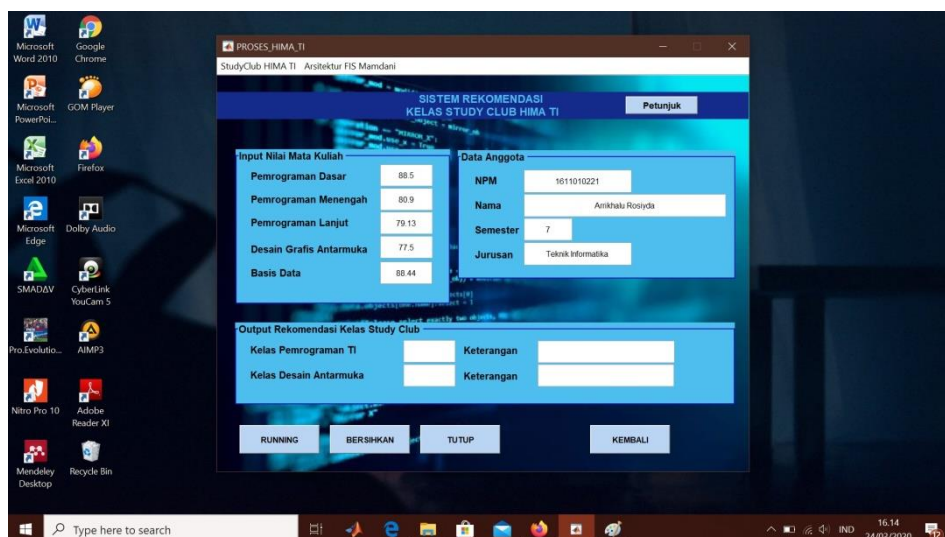 Microsoft Word 2010
Google Chrome
Microsoft PowerPoi...
GOM Player
Microsoft Excel 2010
Firefox
Microsoft Edge
Dolby Audio
SMADΔV
CyberLink YouCam 5
Pro.Evolutio...
AIMP3
Nitro Pro 10
Adobe Reader XI
Mendeley Desktop
Recycle Bin
PROSES_HIMA_TI
StudyClub HIMA TI Arsitektur FIS Mamdani
SISTEM REKOMENDASI
KELAS STUDY CLUB HIMA TI
Petunjuk
Input Nilai Mata Kuliah
Pemrograman Dasar 88.5
Pemrograman Menengah 80.9
Pemrograman Lanjut 79.13
Desain Grafis Antarmuka 77.5
Basis Data 88.44
Data Anggota
NPM 1611010221
Nama Arrikhalu Rosiyda
Semester 7
Jurusan Teknik Informatika
Output Rekomendasi Kelas Study Club
Kelas Pemrograman TI Keterangan
Kelas Desain Antarmuka Keterangan
RUNNING BERSIHKAN TUTUP KEMBALI
Type here to search
IND
16.14